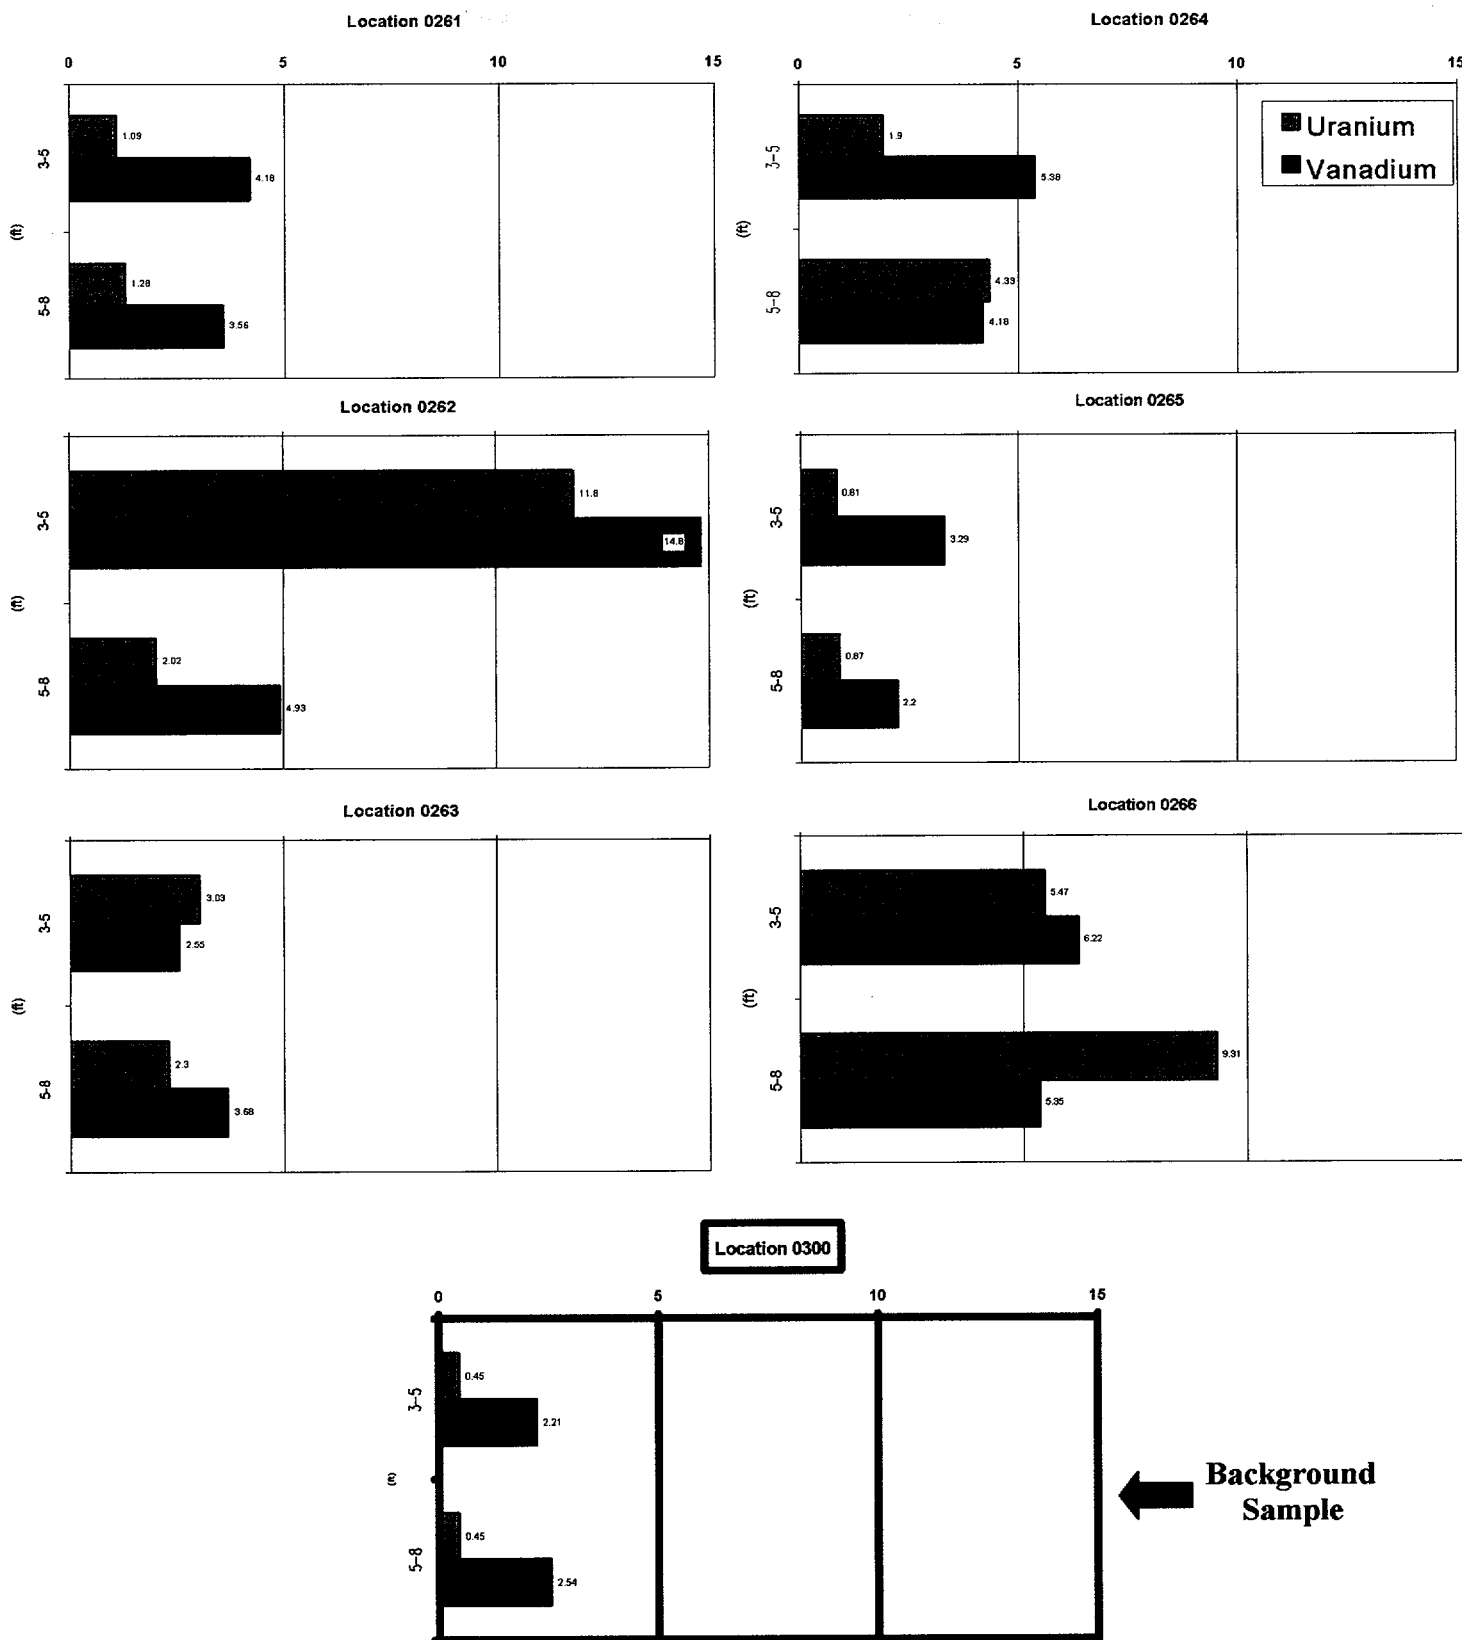 Location 0261
0 5 10 15
3-5
1.09
4.18
(ft)
5-8
1.28
3.56
Location 0264
0 5 10 15
Uranium
Vanadium
3-5
1.9
5.38
(ft)
5-8
4.33
4.18
Location 0262
3-5
11.8
14.8
(ft)
5-8
2.02
4.93
Location 0265
3-5
0.81
3.29
(ft)
5-8
0.87
2.2
Location 0263
3-5
3.03
2.55
(ft)
5-8
2.3
3.68
Location 0266
3-5
5.47
6.22
(ft)
5-8
9.31
5.35
Location 0300
0 5 10 15
3-5
0.45
2.21
(ft)
5-8
0.45
2.54
Background
Sample